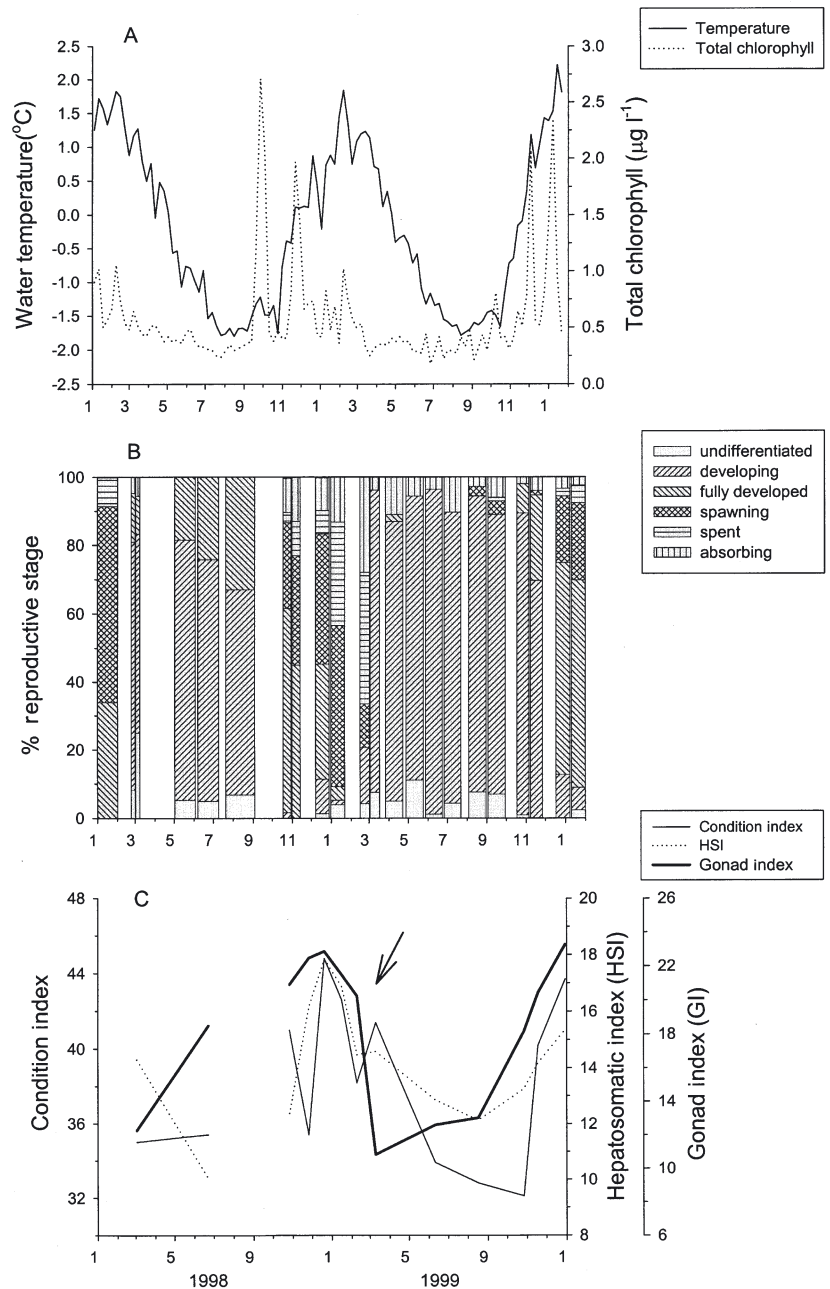 A
Temperature
Total chlorophyll
2.5
2.0
1.5
1.0
0.5
0.0
-0.5
-1.0
-1.5
-2.0
-2.5
Water temperature(°C)
3.0
2.5
2.0
1.5
1.0
0.5
0.0
Total chlorophyll (μg l⁻¹)
1 3 5 7 9 11 1 3 5 7 9 11 1
B
undifferentiated
developing
fully developed
spawning
spent
absorbing
100
80
60
40
20
0
% reproductive stage
1 3 5 7 9 11 1 3 5 7 9 11 1
Condition index
HSI
Gonad index
C
48
44
40
36
32
Condition index
20
18
16
14
12
10
8
Hepatosomatic index (HSI)
26
22
18
14
10
6
Gonad index (GI)
1 5 9 1 5 9 1
1998 1999